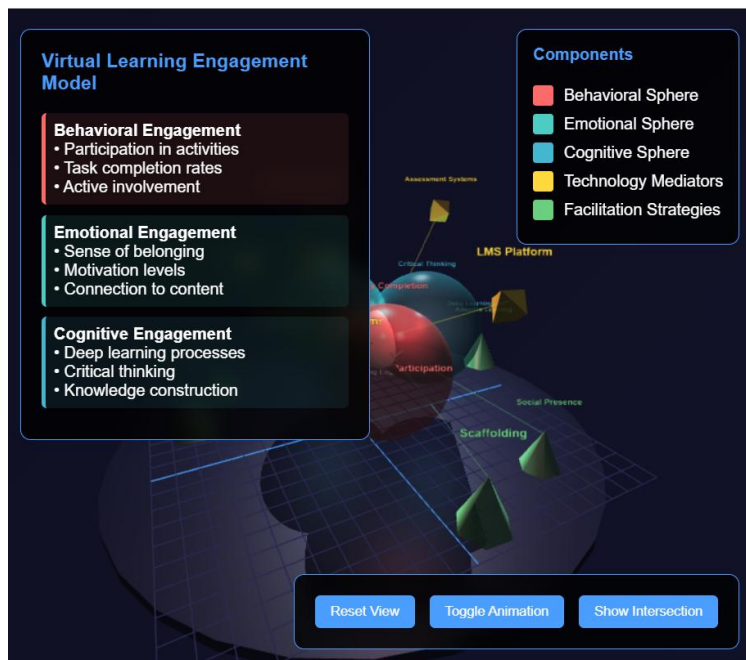 Virtual Learning Engagement
Model
Behavioral Engagement
• Participation in activities
• Task completion rates
• Active involvement
Emotional Engagement
• Sense of belonging
• Motivation levels
• Connection to content
Cognitive Engagement
• Deep learning processes
• Critical thinking
• Knowledge construction
Components
Behavioral Sphere
Emotional Sphere
Cognitive Sphere
Technology Mediators
Facilitation Strategies
Assessment Systems
LMS Platform
Critical Thinking
Completion
Participation
Social Presence
Scaffolding
Reset View
Toggle Animation
Show Intersection